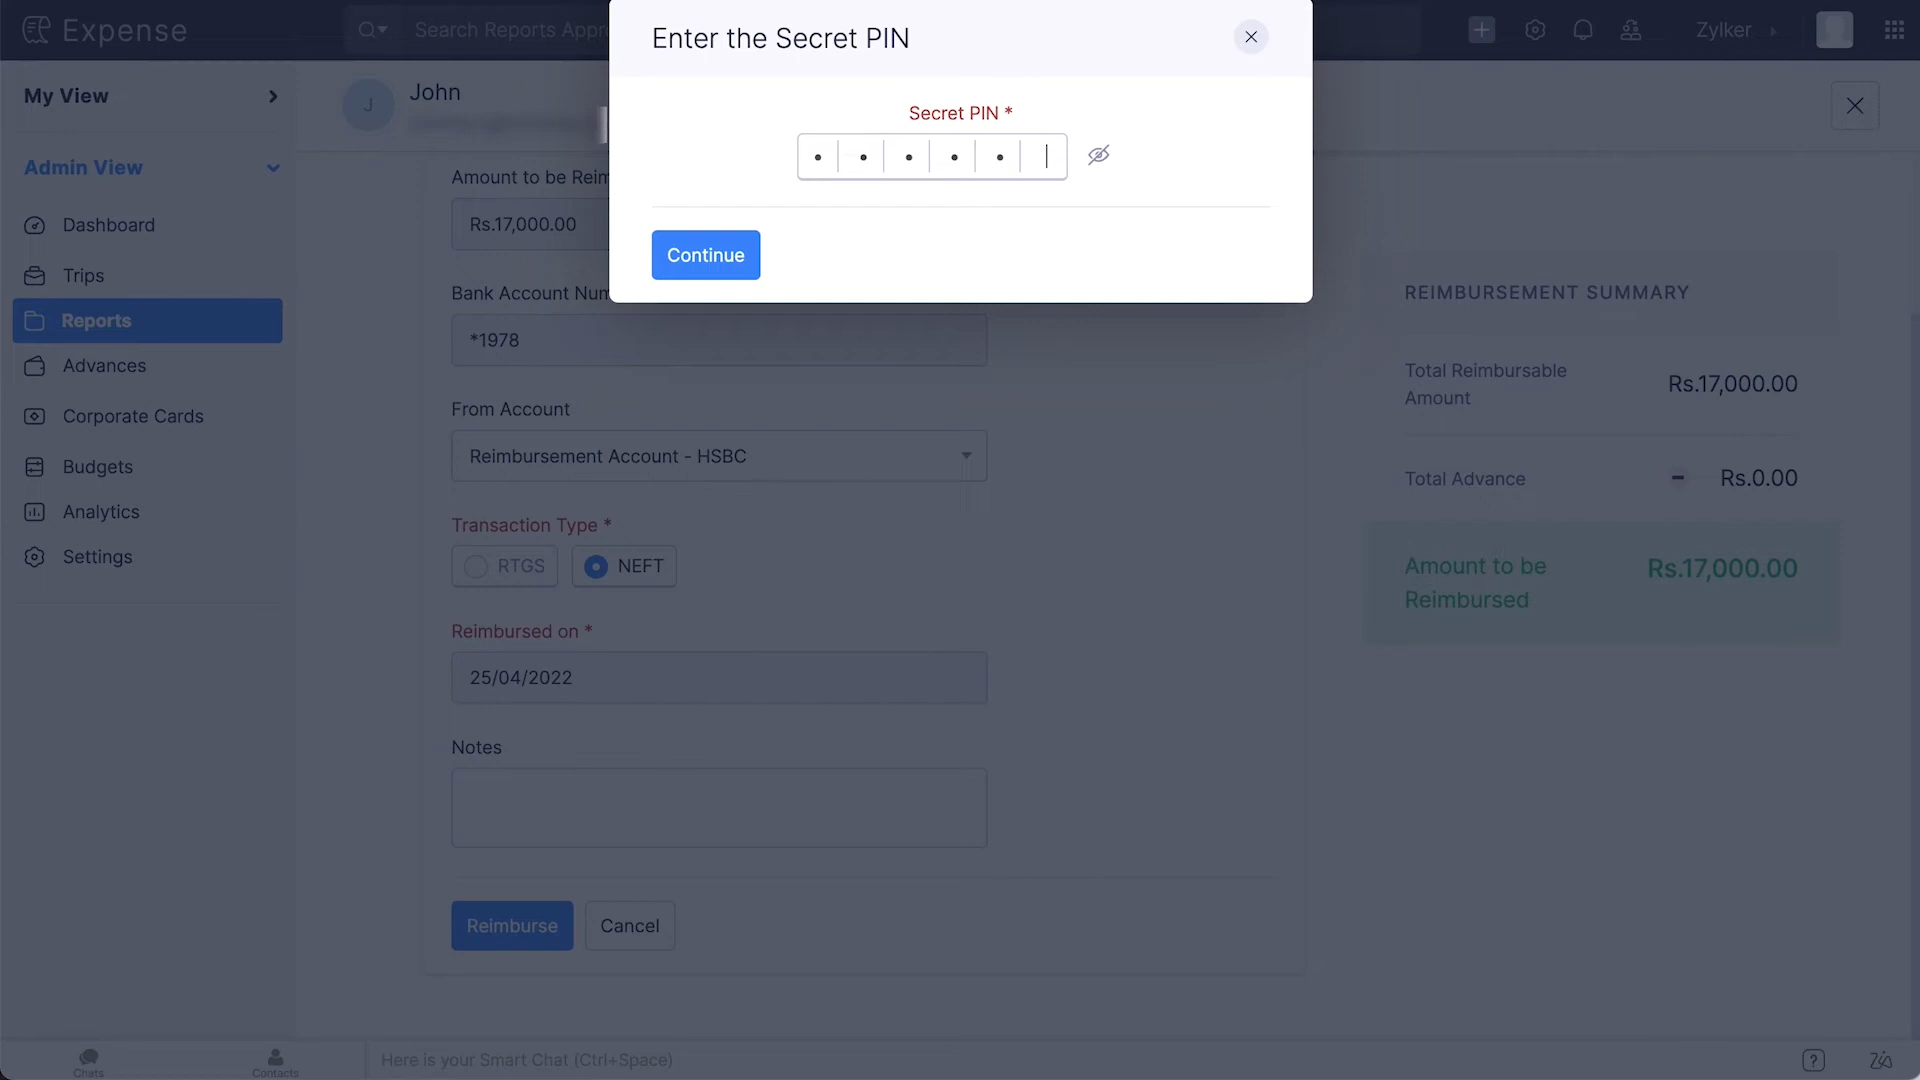 Expense
Search Reports Appr
Zylker
My View
Admin View
Dashboard
Trips
Reports
Advances
Corporate Cards
Budgets
Analytics
Settings
J
John
Enter the Secret PIN
Secret PIN *
Continue
Amount to be Reim
Rs.17,000.00
Bank Account Num
*1978
From Account
Reimbursement Account - HSBC
Transaction Type *
RTGS
NEFT
Reimbursed on *
25/04/2022
Notes
Reimburse
Cancel
REIMBURSEMENT SUMMARY
Total Reimbursable
Amount
Rs.17,000.00
Total Advance
- Rs.0.00
Amount to be
Reimbursed
Rs.17,000.00
Chats
Contacts
Here is your Smart Chat (Ctrl+Space)
?